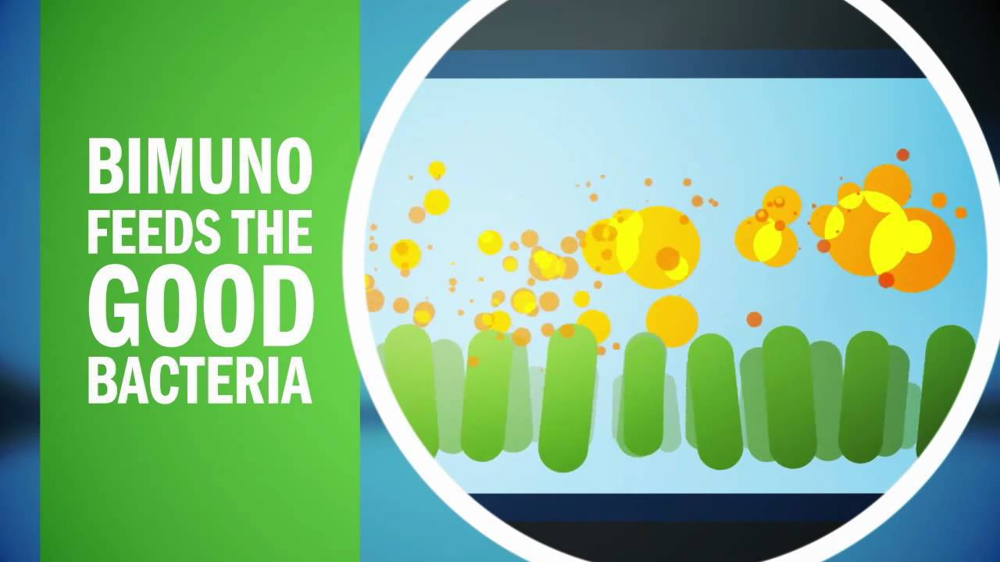 BIMUNO
FEEDS THE
GOOD
BACTERIA